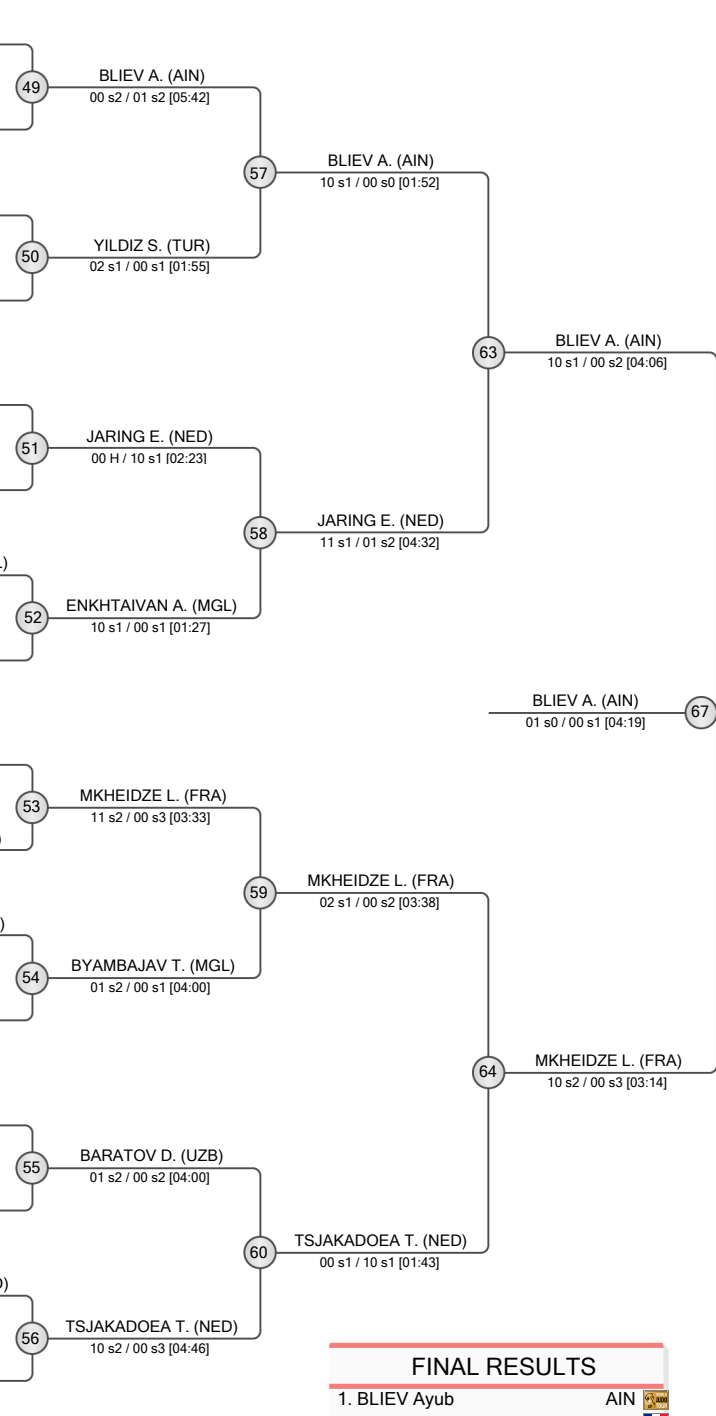 49
BLIEV A. (AIN)
00 s2 / 01 s2 [05:42]
57
BLIEV A. (AIN)
10 s1 / 00 s0 [01:52]
50
YILDIZ S. (TUR)
02 s1 / 00 s1 [01:55]
63
BLIEV A. (AIN)
10 s1 / 00 s2 [04:06]
51
JARING E. (NED)
00 H / 10 s1 [02:23]
58
JARING E. (NED)
11 s1 / 01 s2 [04:32]
)
52
ENKHTAIVAN A. (MGL)
10 s1 / 00 s1 [01:27]
BLIEV A. (AIN)
01 s0 / 00 s1 [04:19]
67
53
MKHEIDZE L. (FRA)
11 s2 / 00 s3 [03:33]
59
MKHEIDZE L. (FRA)
02 s1 / 00 s2 [03:38]
)
54
BYAMBAJAV T. (MGL)
01 s2 / 00 s1 [04:00]
64
MKHEIDZE L. (FRA)
10 s2 / 00 s3 [03:14]
55
BARATOV D. (UZB)
01 s2 / 00 s2 [04:00]
60
TSJAKADOEA T. (NED)
00 s1 / 10 s1 [01:43]
)
56
TSJAKADOEA T. (NED)
10 s2 / 00 s3 [04:46]
FINAL RESULTS
1. BLIEV Ayub AIN